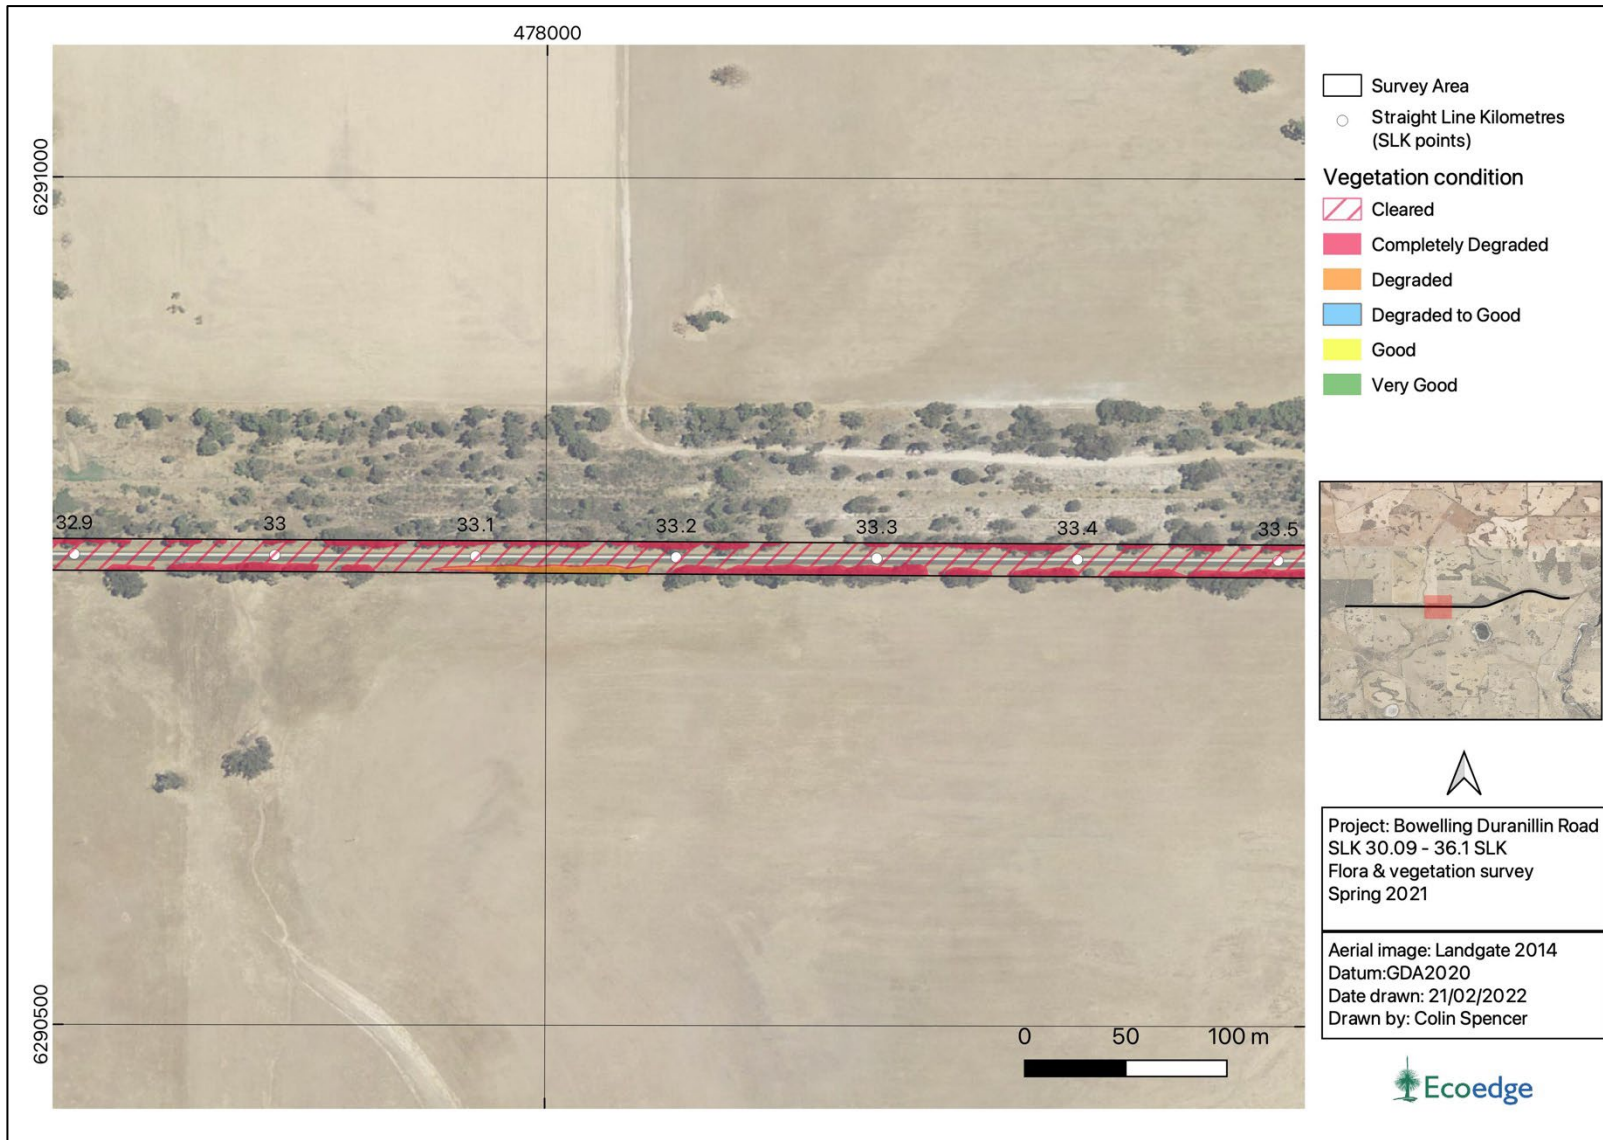 478000
6291000
6290500
32.9
33
33.1
33.2
33.3
33.4
33.5
0 50 100 m
Survey Area
Straight Line Kilometres
(SLK points)
Vegetation condition
Cleared
Completely Degraded
Degraded
Degraded to Good
Good
Very Good
Project: Bowelling Duranillin Road
SLK 30.09 - 36.1 SLK
Flora & vegetation survey
Spring 2021
Aerial image: Landgate 2014
Datum:GDA2020
Date drawn: 21/02/2022
Drawn by: Colin Spencer
Ecoedge